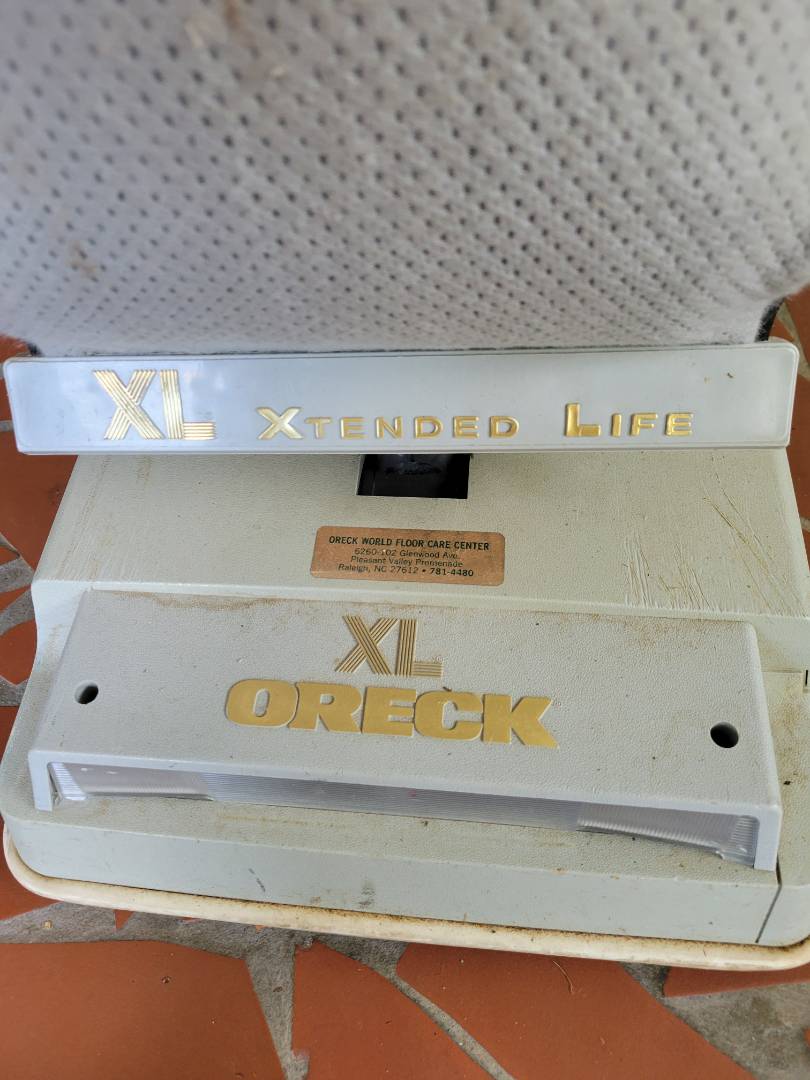 XL XTENDED LIFE
ORECK WORLD FLOOR CARE CENTER
6260-102 Glenwood Ave.
Pleasant Valley Promenade
Raleigh, NC 27612 • 781-4480
XL
ORECK